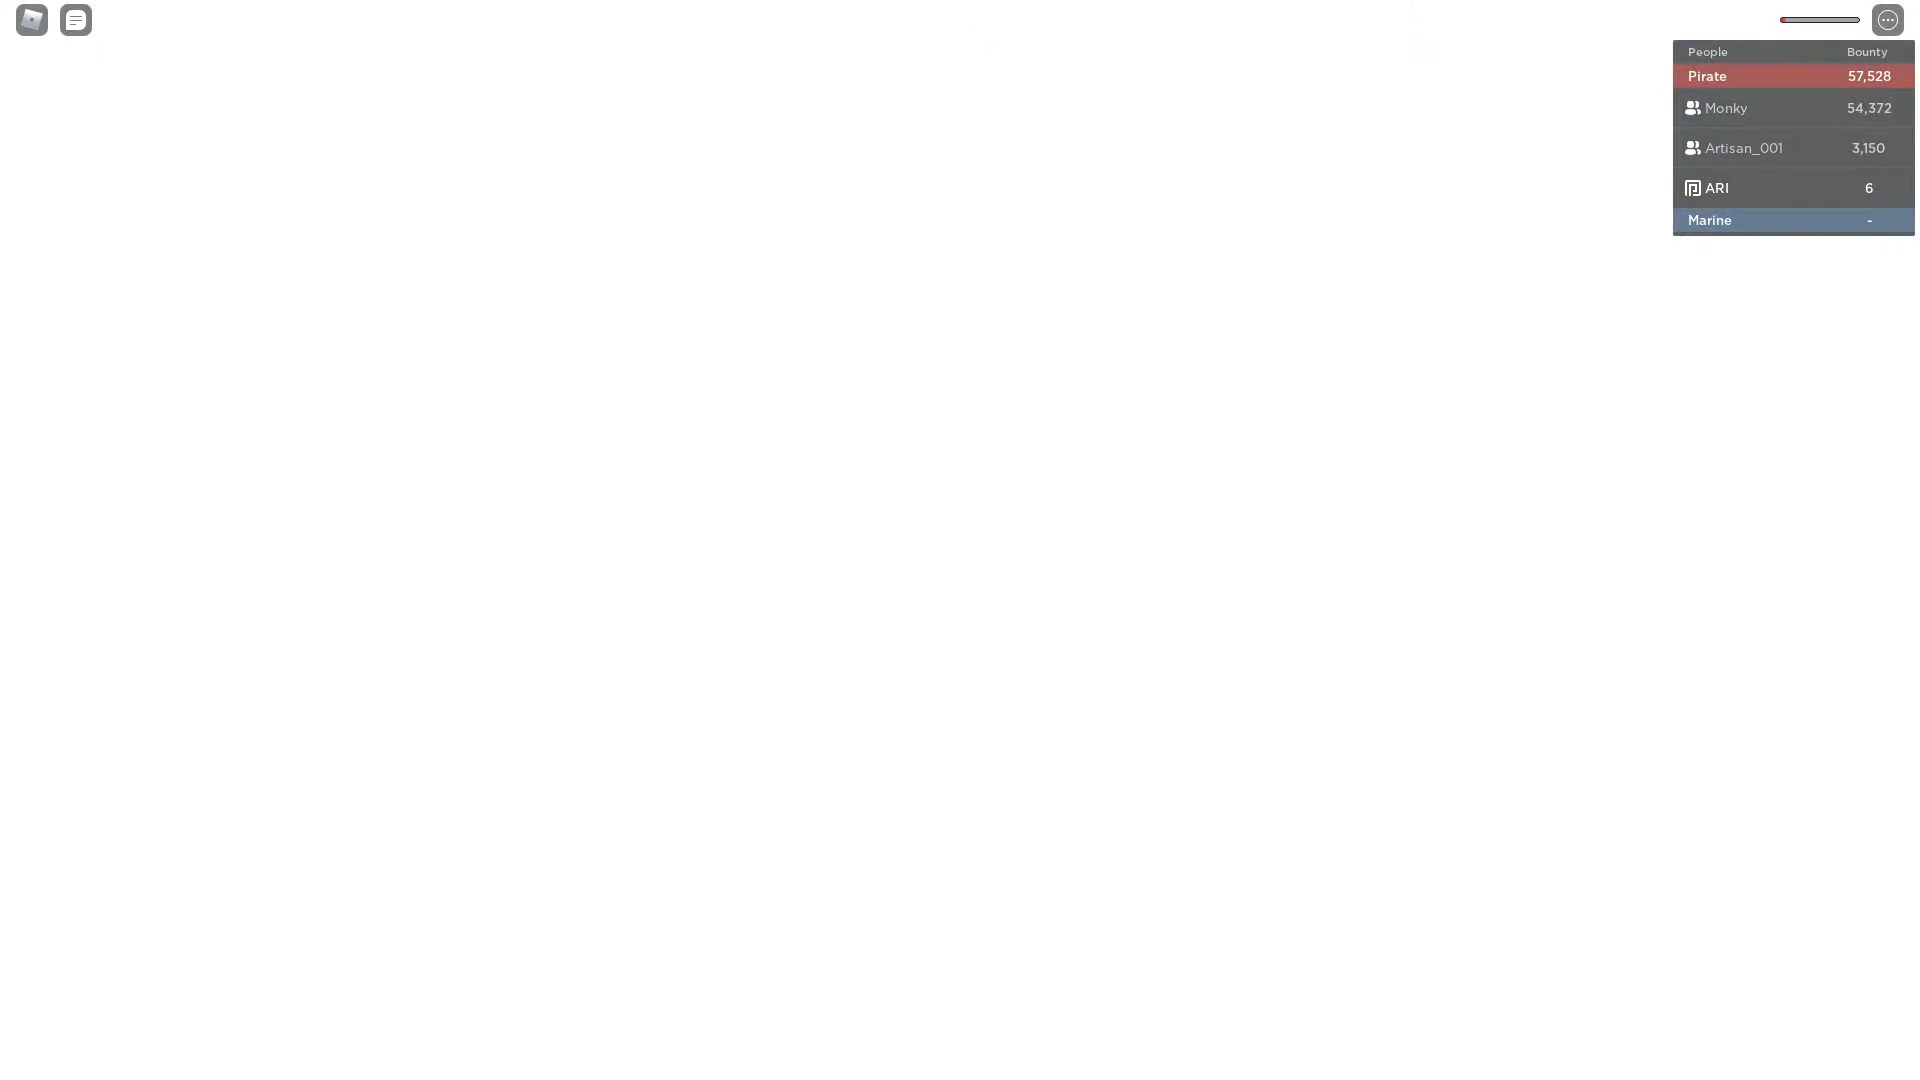 People Bounty
Pirate 57,528
Monky 54,372
Artisan_001 3,150
ARI 6
Marine -